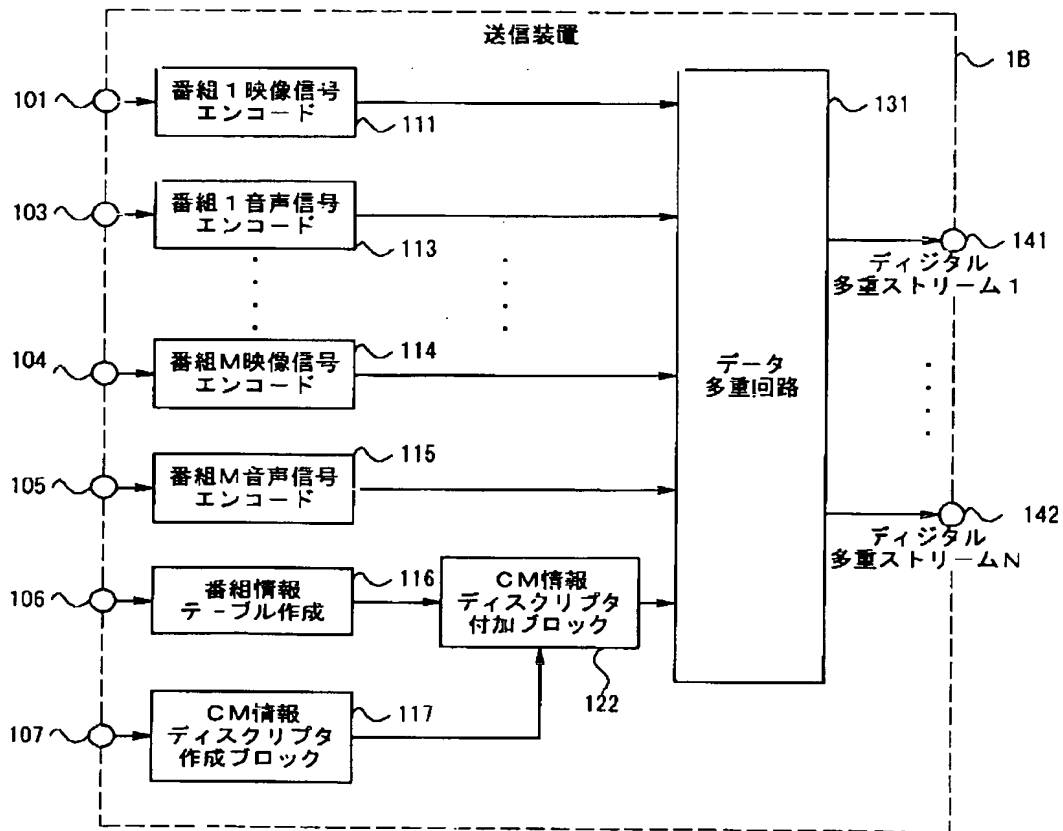 送信装置
1B
101
番組1映像信号
エンコード
111
131
103
番組1音声信号
エンコード
113
141
ディジタル
多重ストリーム1
104
番組M映像信号
エンコード
114
データ
多重回路
105
番組M音声信号
エンコード
115
142
ディジタル
多重ストリームN
106
番組情報
テーブル作成
116
CM情報
ディスクリプタ
付加ブロック
122
107
CM情報
ディスクリプタ
作成ブロック
117